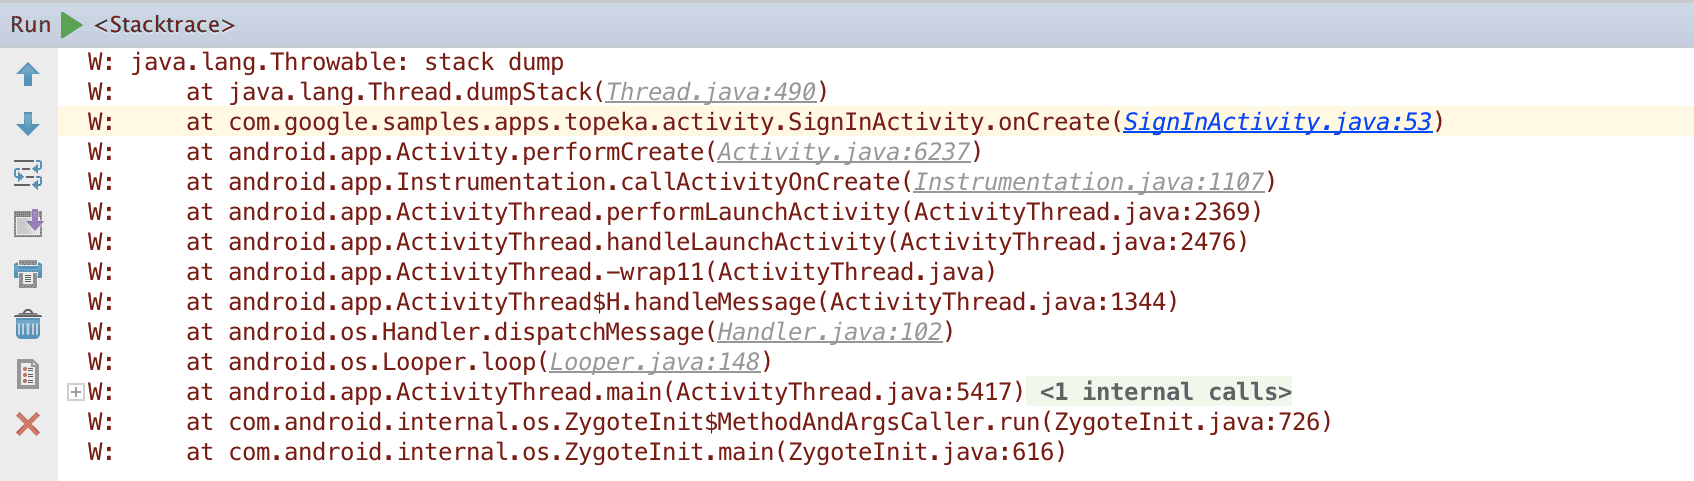 Run <Stacktrace>
W: java.lang.Throwable: stack dump
W:     at java.lang.Thread.dumpStack(Thread.java:490)
W:     at com.google.samples.apps.topeka.activity.SignInActivity.onCreate(SignInActivity.java:53)
W:     at android.app.Activity.performCreate(Activity.java:6237)
W:     at android.app.Instrumentation.callActivityOnCreate(Instrumentation.java:1107)
W:     at android.app.ActivityThread.performLaunchActivity(ActivityThread.java:2369)
W:     at android.app.ActivityThread.handleLaunchActivity(ActivityThread.java:2476)
W:     at android.app.ActivityThread.-wrap11(ActivityThread.java)
W:     at android.app.ActivityThread$H.handleMessage(ActivityThread.java:1344)
W:     at android.os.Handler.dispatchMessage(Handler.java:102)
W:     at android.os.Looper.loop(Looper.java:148)
W:     at android.app.ActivityThread.main(ActivityThread.java:5417) <1 internal calls>
W:     at com.android.internal.os.ZygoteInit$MethodAndArgsCaller.run(ZygoteInit.java:726)
W:     at com.android.internal.os.ZygoteInit.main(ZygoteInit.java:616)